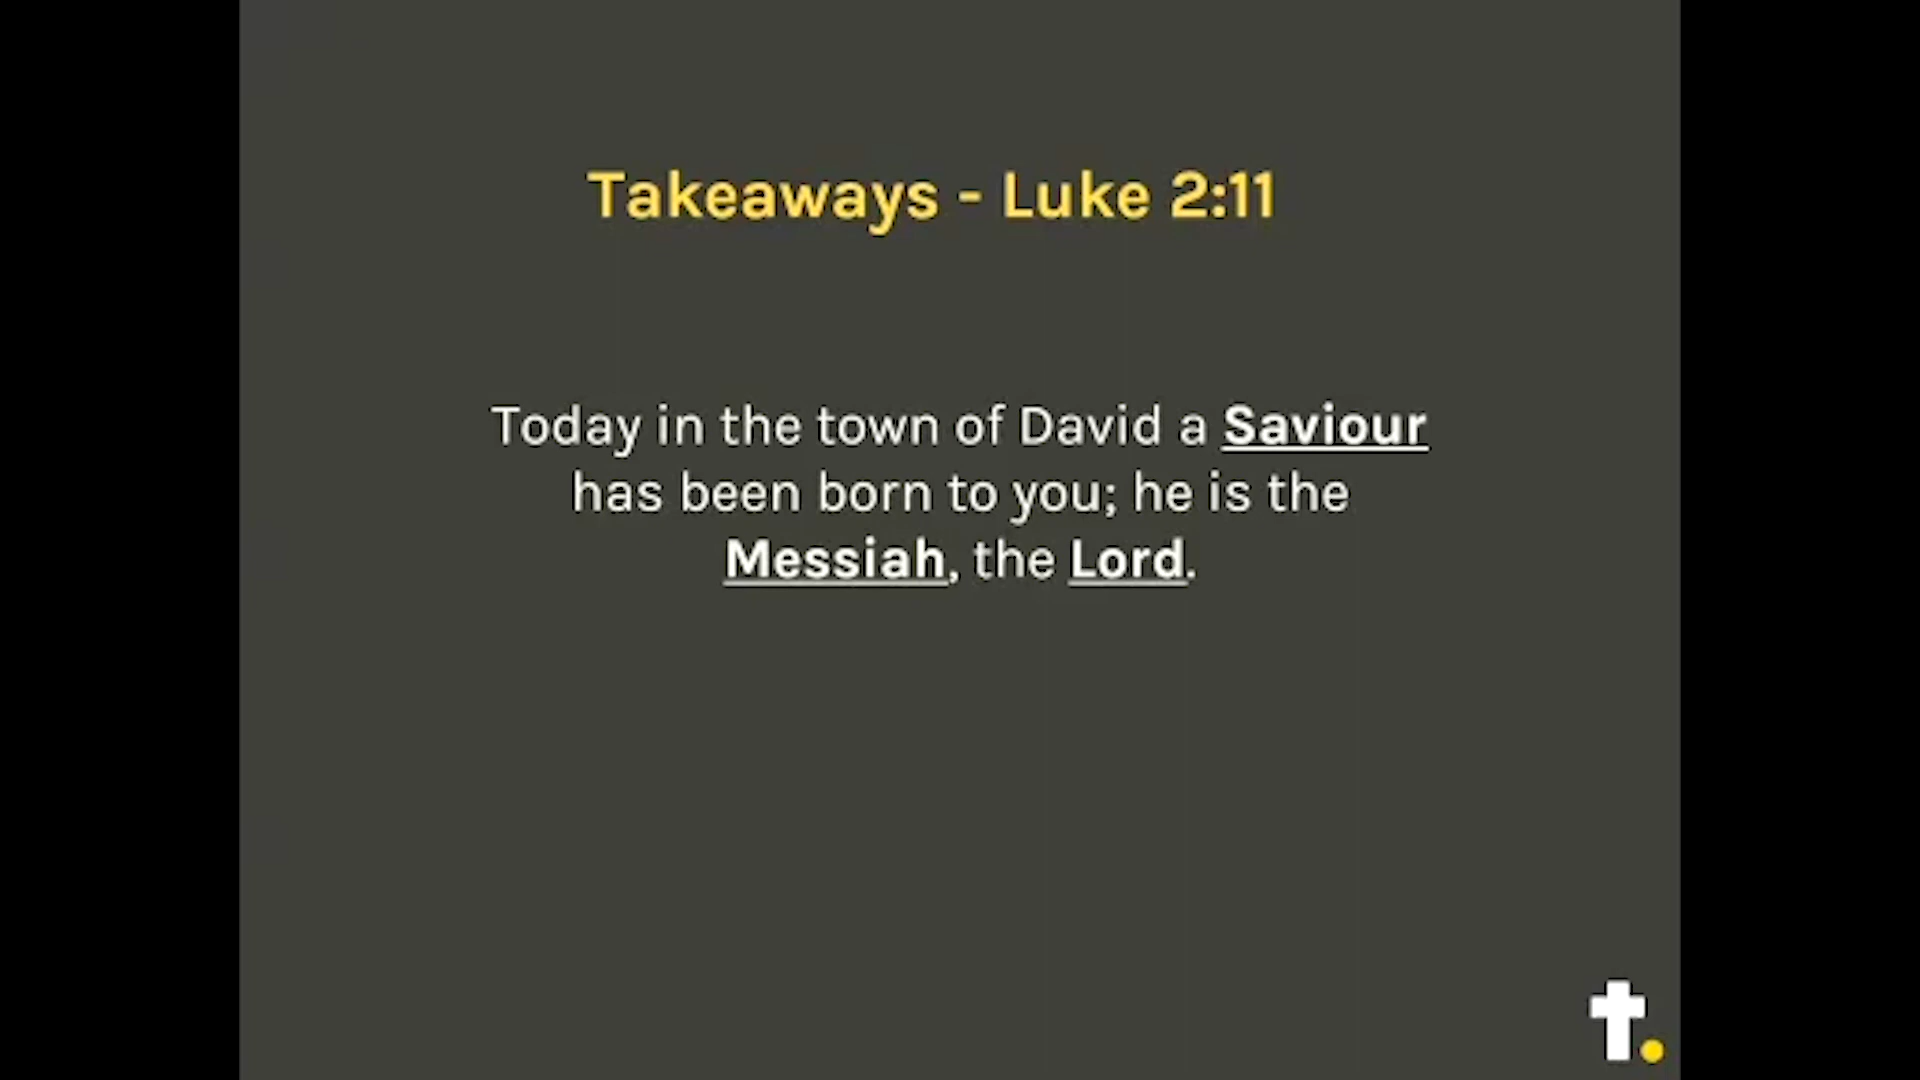 Takeaways - Luke 2:11
Today in the town of David a Saviour
has been born to you; he is the
Messiah, the Lord.